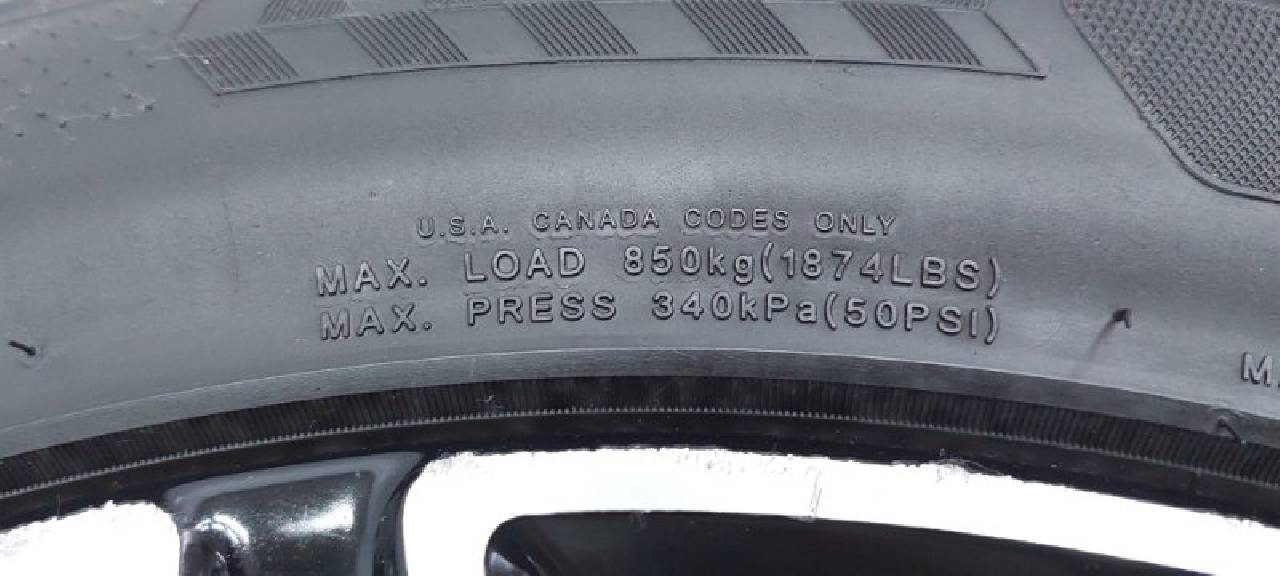 U.S.A. CANADA CODES ONLY
MAX. LOAD 850kg(1874LBS)
MAX. PRESS 340kPa(50PSI)